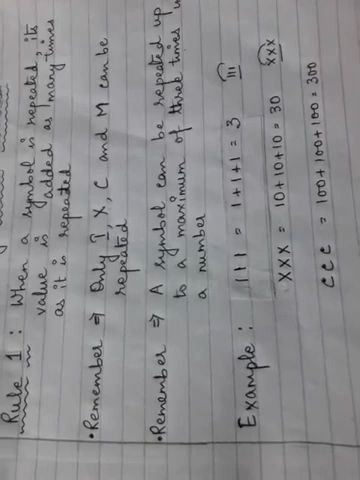 Rule 1 : When a symbol is repeated, its
value is added as many times
as it is repeated
• Remember ⇒ Only I, X, C and M can be
repeated
• Remember ⇒ A symbol can be repeated up
to a maximum of three times
a number
Example : III = 1+1+1 = 3 III
XXX = 10+10+10 = 30 XXX
CCC = 100+100+100 = 300